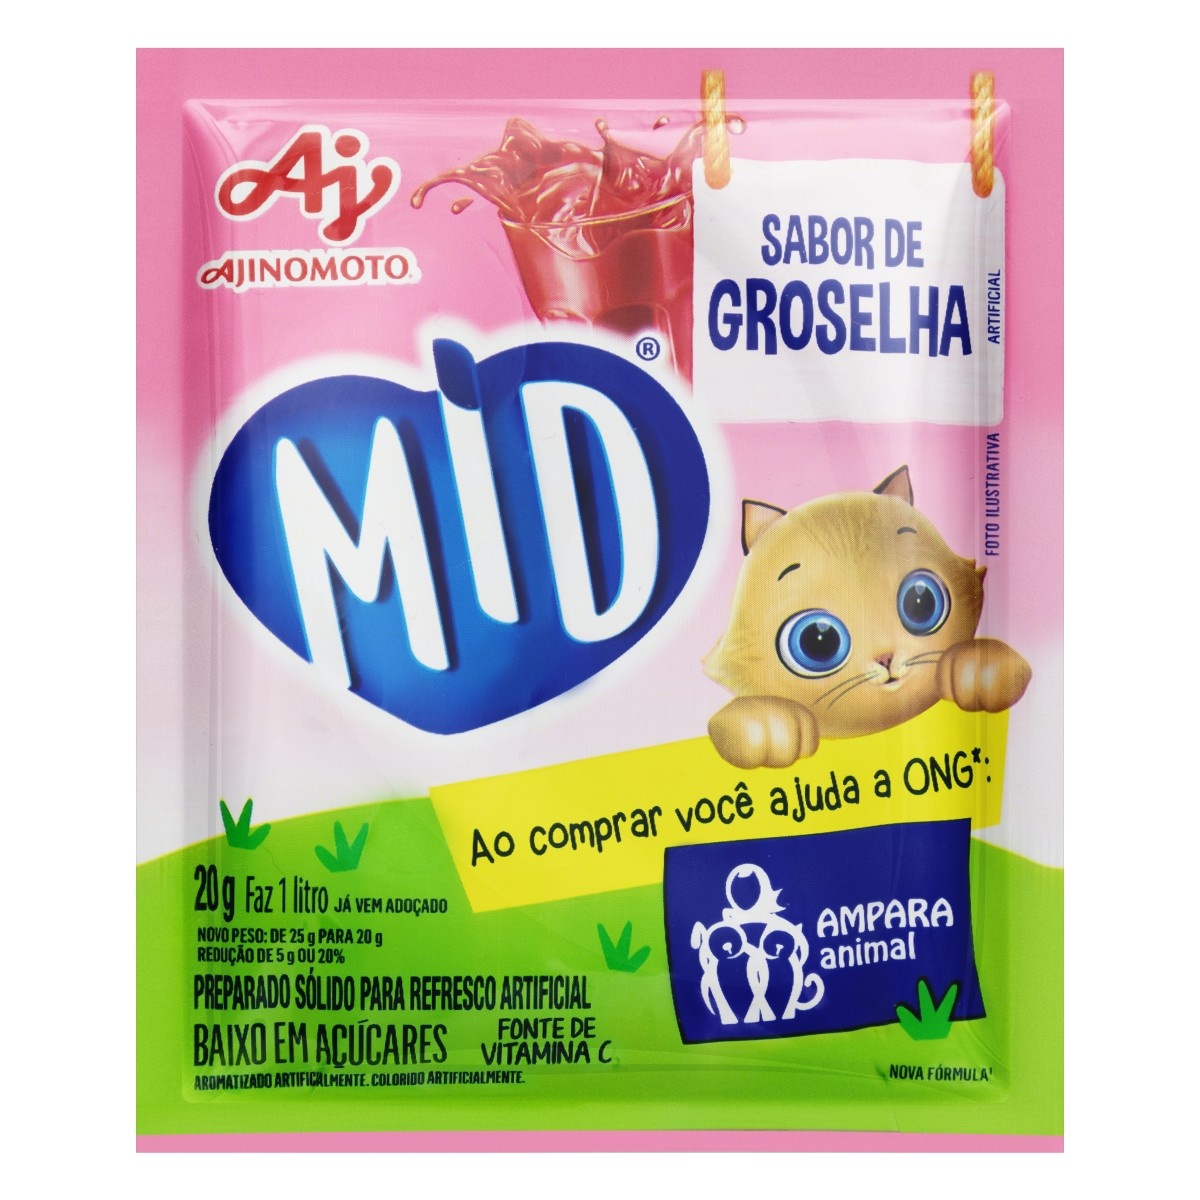 Aj
AJINOMOTO®
SABOR DE
GROSELHA
ARTIFICIAL
MID®
FOTO ILUSTRATIVA
Ao comprar você ajuda a ONG*:
AMPARA
animal
20g Faz 1 litro JÁ VEM ADOÇADO
NOVO PESO: DE 25 g PARA 20 g
REDUÇÃO DE 5 g OU 20%
PREPARADO SÓLIDO PARA REFRESCO ARTIFICIAL
BAIXO EM AÇÚCARES
FONTE DE
VITAMINA C
AROMATIZADO ARTIFICIALMENTE. COLORIDO ARTIFICIALMENTE.
NOVA FÓRMULA¹